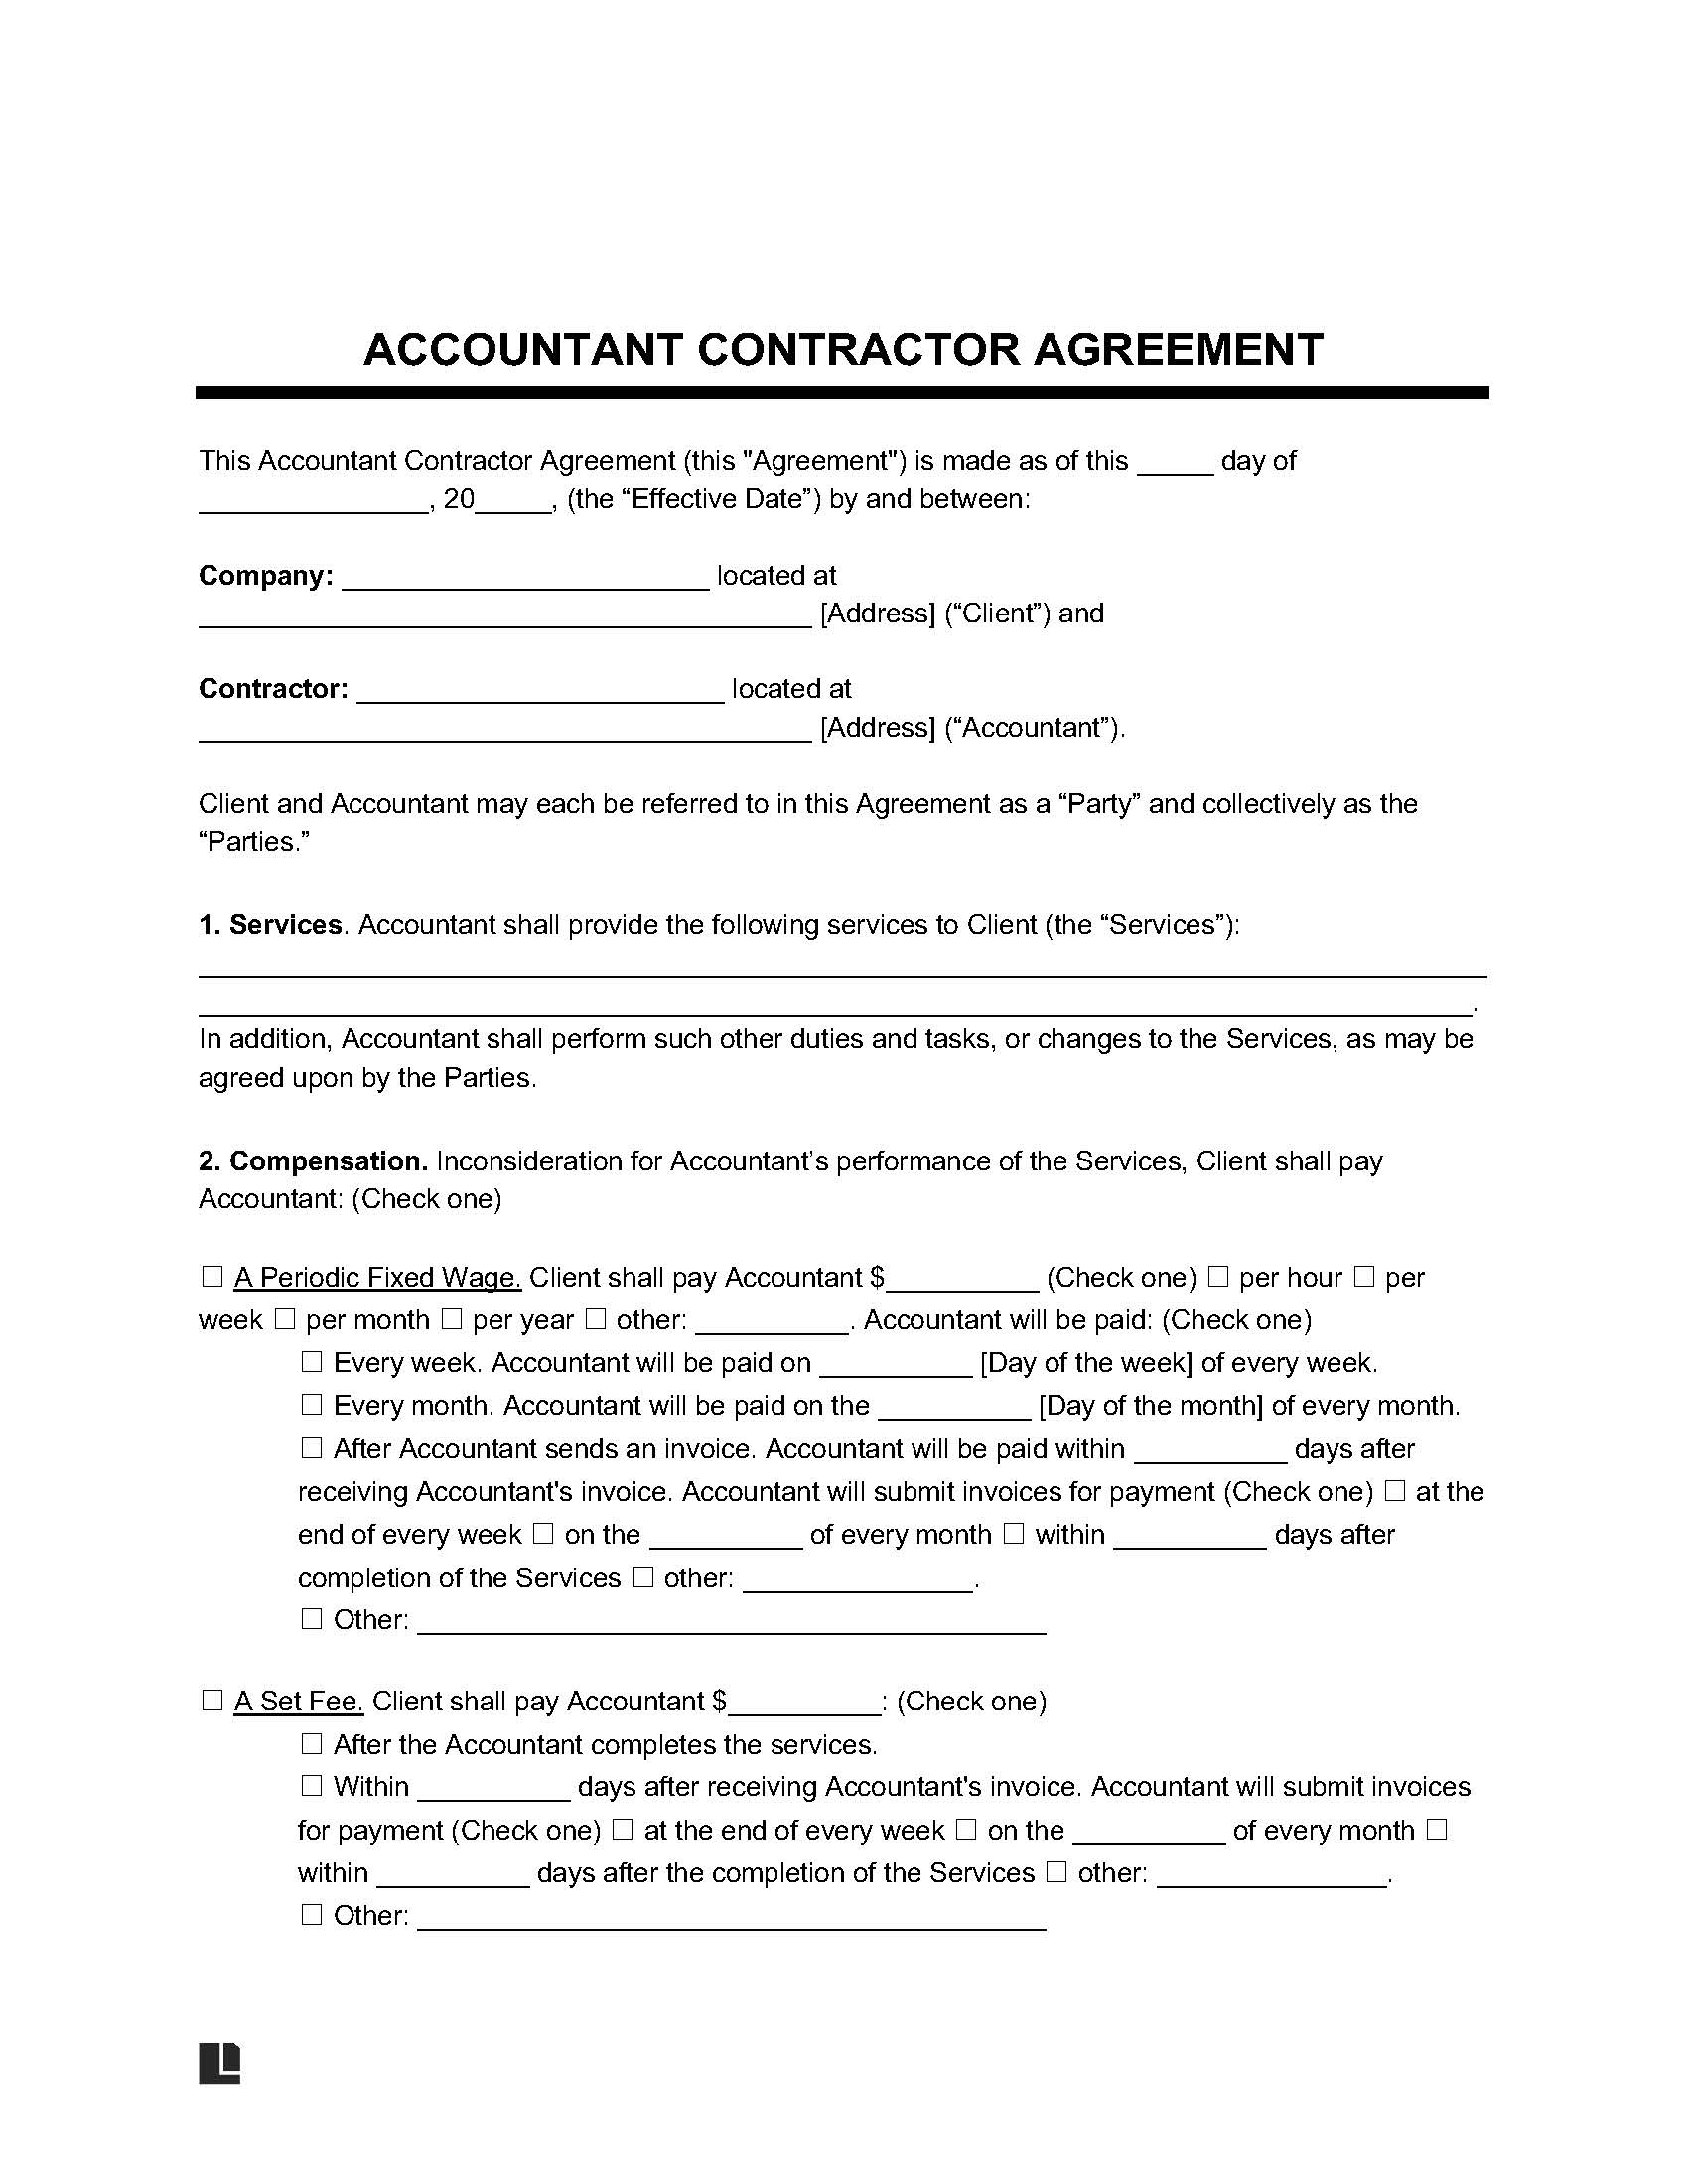 ACCOUNTANT CONTRACTOR AGREEMENT
This Accountant Contractor Agreement (this "Agreement") is made as of this _____ day of
_______________, 20_____, (the “Effective Date”) by and between:
Company: ________________________ located at
________________________________________ [Address] (“Client”) and
Contractor: ________________________ located at
________________________________________ [Address] (“Accountant”).
Client and Accountant may each be referred to in this Agreement as a “Party” and collectively as the
“Parties.”
1. Services. Accountant shall provide the following services to Client (the “Services”):
____________________________________________________________________________________
___________________________________________________________________________________.
In addition, Accountant shall perform such other duties and tasks, or changes to the Services, as may be
agreed upon by the Parties.
2. Compensation. Inconsideration for Accountant’s performance of the Services, Client shall pay
Accountant: (Check one)
☐ A Periodic Fixed Wage. Client shall pay Accountant $__________ (Check one) ☐ per hour ☐ per
week ☐ per month ☐ per year ☐ other: __________. Accountant will be paid: (Check one)
☐ Every week. Accountant will be paid on __________ [Day of the week] of every week.
☐ Every month. Accountant will be paid on the __________ [Day of the month] of every month.
☐ After Accountant sends an invoice. Accountant will be paid within __________ days after
receiving Accountant's invoice. Accountant will submit invoices for payment (Check one) ☐ at the
end of every week ☐ on the __________ of every month ☐ within __________ days after
completion of the Services ☐ other: _______________.
☐ Other: _________________________________________
☐ A Set Fee. Client shall pay Accountant $__________: (Check one)
☐ After the Accountant completes the services.
☐ Within __________ days after receiving Accountant's invoice. Accountant will submit invoices
for payment (Check one) ☐ at the end of every week ☐ on the __________ of every month ☐
within __________ days after the completion of the Services ☐ other: _______________.
☐ Other: _________________________________________